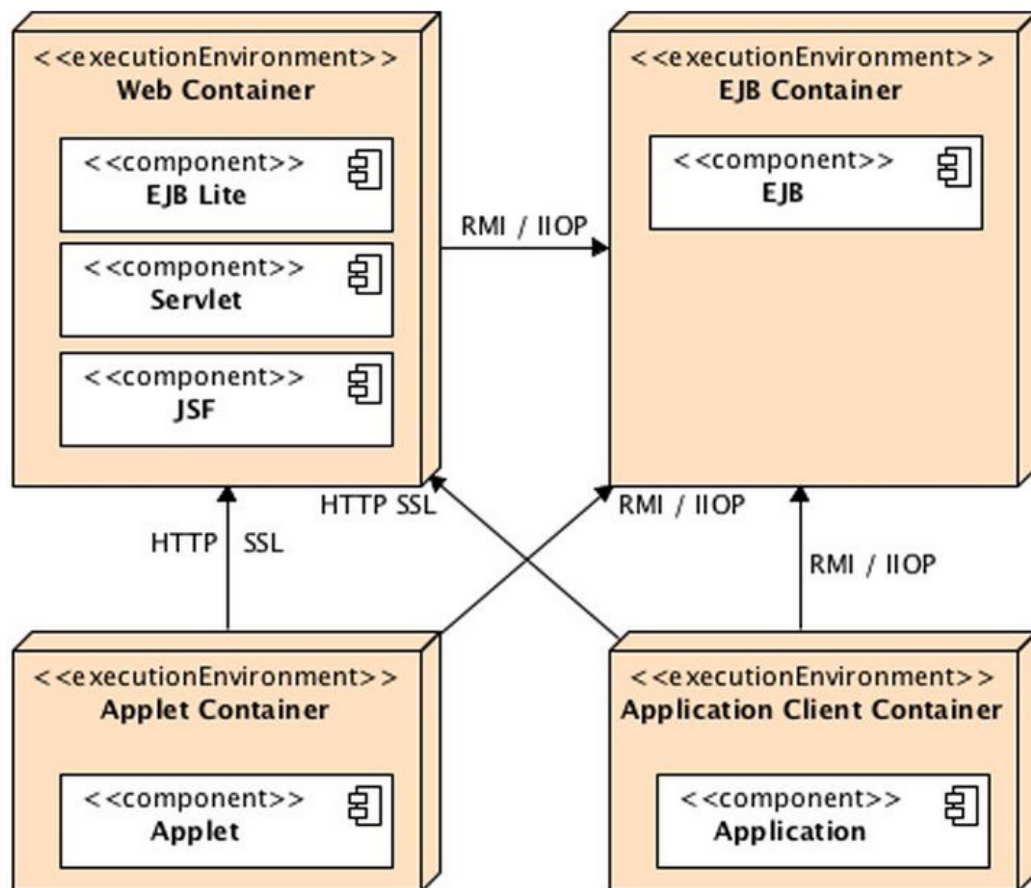 <<executionEnvironment>>
Web Container
<<component>>
EJB Lite
<<component>>
Servlet
<<component>>
JSF
RMI / IIOP
<<executionEnvironment>>
EJB Container
<<component>>
EJB
HTTP SSL
HTTP SSL
RMI / IIOP
RMI / IIOP
<<executionEnvironment>>
Applet Container
<<component>>
Applet
<<executionEnvironment>>
Application Client Container
<<component>>
Application